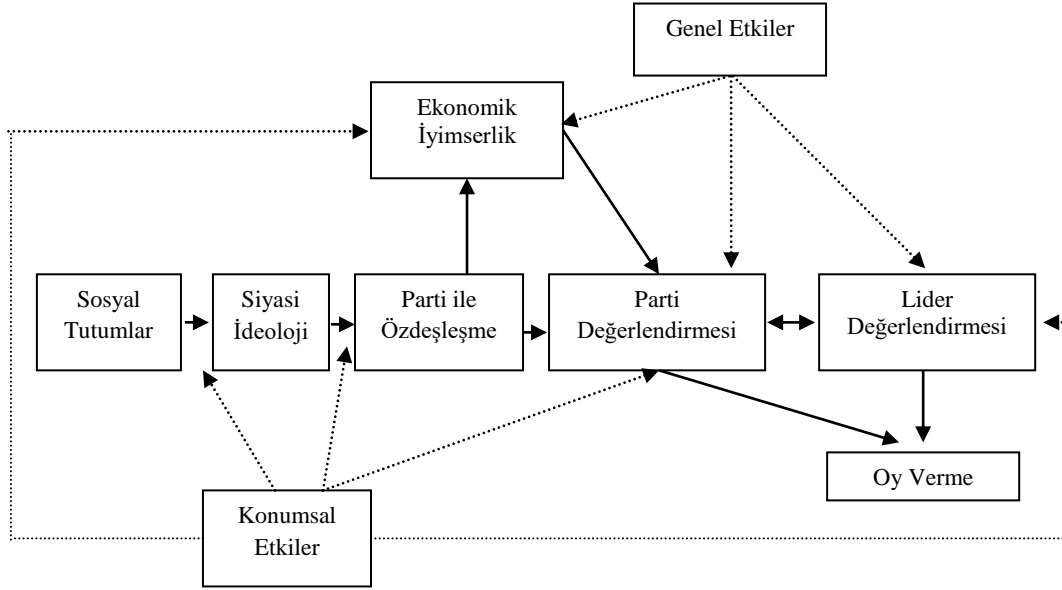 Genel Etkiler
Ekonomik
İyimserlik
Sosyal
Tutumlar
Siyasi
İdeoloji
Parti ile
Özdeşleşme
Parti
Değerlendirmesi
Lider
Değerlendirmesi
Oy Verme
Konumsal
Etkiler